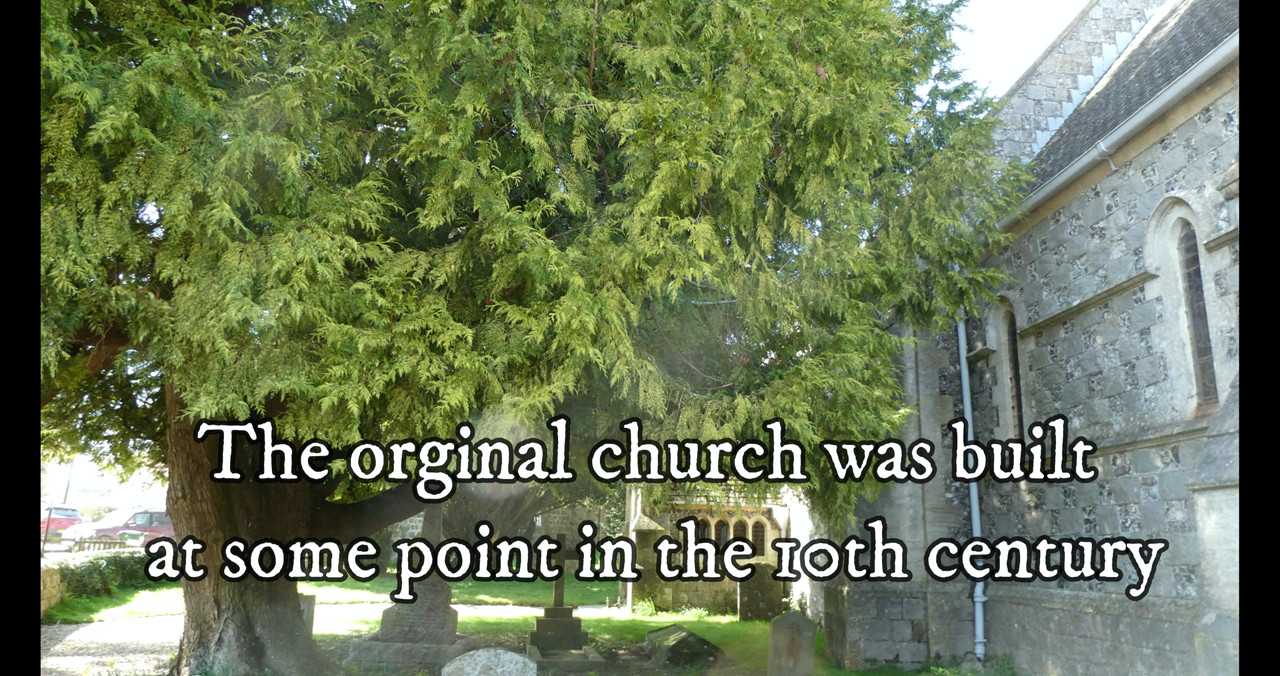 The orginal church was built
at some point in the 10th century